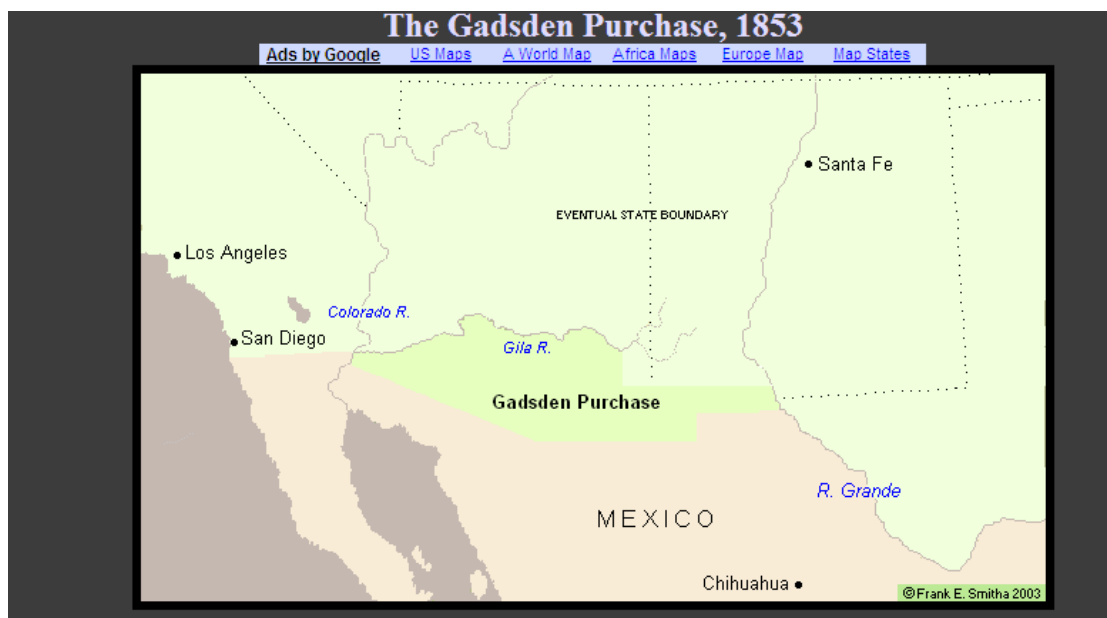 The Gadsden Purchase, 1853
Ads by Google US Maps A World Map Africa Maps Europe Map Map States
Santa Fe
EVENTUAL STATE BOUNDARY
Los Angeles
Colorado R.
San Diego
Gila R.
Gadsden Purchase
R. Grande
MEXICO
Chihuahua
©Frank E. Smitha 2003